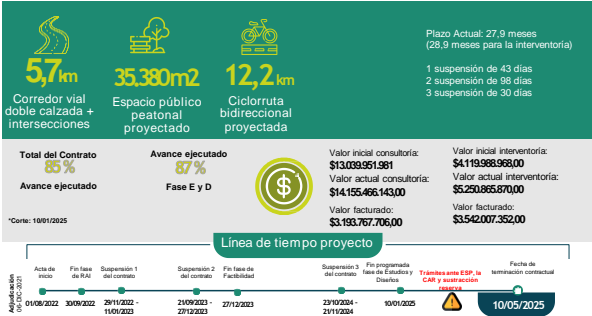 5,7km
Corredor vial
doble calzada +
intersecciones
35.380m2
Espacio público
peatonal
proyectado
12,2 km
Ciclorruta
bidireccional
proyectada
Plazo Actual: 27,9 meses
(28,9 meses para la interventoría)
1 suspensión de 43 días
2 suspensión de 98 días
3 suspensión de 30 días
Total del Contrato
85%
Avance ejecutado
Avance ejecutado
87%
Fase E y D
*Corte: 10/01/2025
$
Valor inicial consultoría:
$13.039.951.981
Valor actual consultoría:
$14.155.466.143,00
Valor facturado:
$3.193.767.706,00
Valor inicial interventoría:
$4.119.988.968,00
Valor actual interventoría:
$5.250.865.870,00
Valor facturado:
$3.542.007.352,00
Línea de tiempo proyecto
Adjudicación
06-DIC-2021
Acta de
inicio
01/08/2022
Fin fase
de RAI
30/09/2022
Suspensión 1
del contrato
29/11/2022 -
11/01/2023
Suspensión 2
del contrato
21/09/2023 -
27/12/2023
Fin fase de
Factibilidad
27/12/2023
Suspensión 3
del contrato
23/10/2024 -
21/11/2024
Fin programada
fase de Estudios y
Diseños
10/01/2025
Trámites ante ESP, la
CAR y sustracción
reserva
Fecha de
terminación contractual
10/05/2025